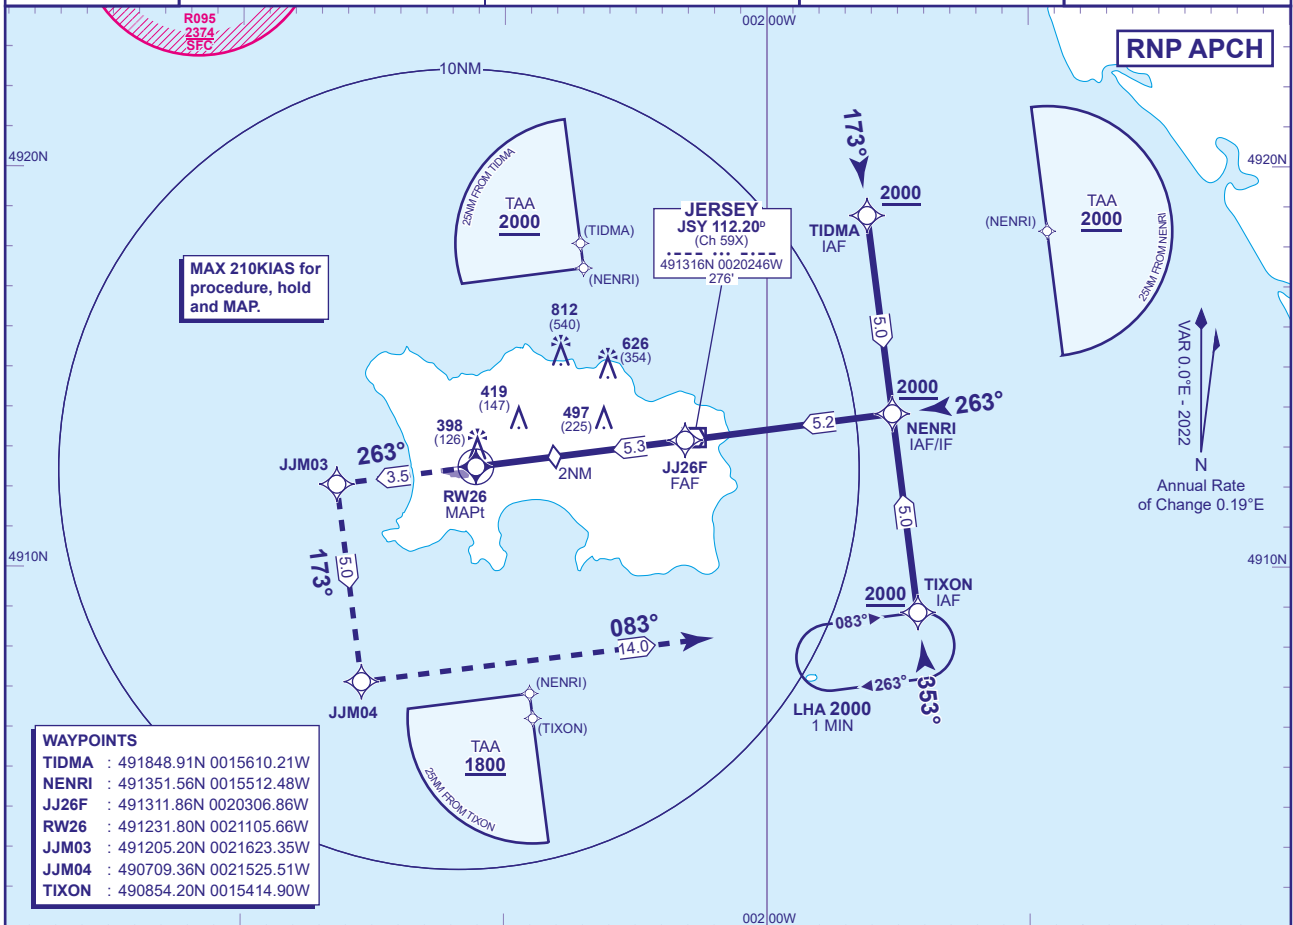 R095
2374
SFC
002 00W
RNP APCH
10NM
173°
4920N
4920N
25NM FROM TIDMA
TAA
2000
(TIDMA)
(NENRI)
JERSEY
JSY 112.20ᴰ
(Ch 59X)
491316N 0020246W
276'
2000
TIDMA
IAF
(NENRI)
TAA
2000
25NM FROM NENRI
MAX 210KIAS for
procedure, hold
and MAP.
812
(540)
626
(354)
5.0
VAR 0.0°E - 2022
N
Annual Rate
of Change 0.19°E
419
(147)
497
(225)
398
(126)
2000
263°
NENRI
IAF/IF
5.2
5.3
2NM
JJ26F
FAF
RW26
MAPt
263°
3.5
JJM03
173°
5.0
5.0
4910N
4910N
2000
TIXON
IAF
083°
263°
353°
LHA 2000
1 MIN
083°
14.0
JJM04
(NENRI)
(TIXON)
TAA
1800
25NM FROM TIXON
WAYPOINTS
TIDMA : 491848.91N 0015610.21W
NENRI : 491351.56N 0015512.48W
JJ26F : 491311.86N 0020306.86W
RW26 : 491231.80N 0021105.66W
JJM03 : 491205.20N 0021623.35W
JJM04 : 490709.36N 0021525.51W
TIXON : 490854.20N 0015414.90W
002 00W